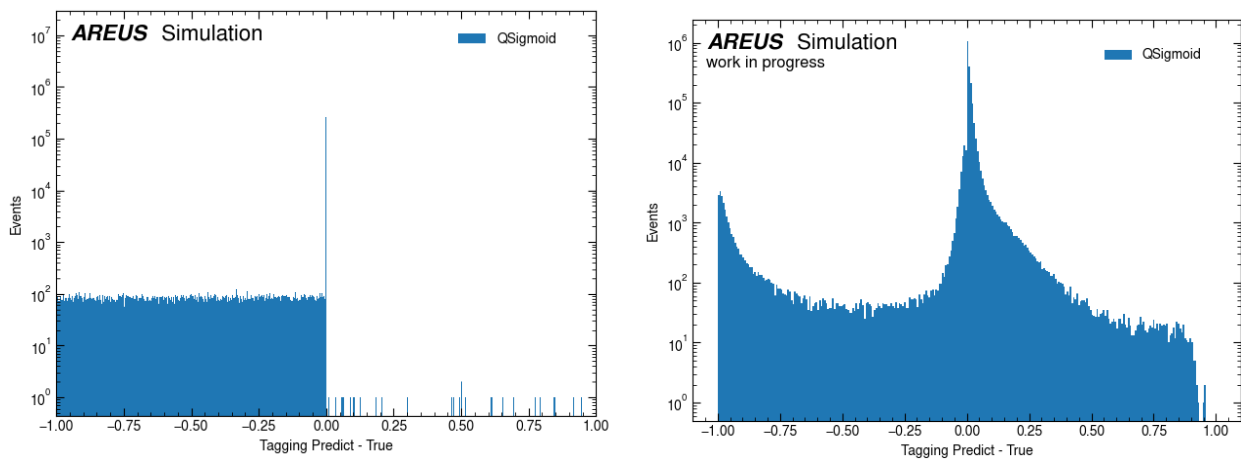 AREUS Simulation
QSigmoid
10^7
10^6
10^5
10^4
10^3
10^2
10^1
10^0
Events
−1.00 −0.75 −0.50 −0.25 0.00 0.25 0.50 0.75 1.00
Tagging Predict - True
AREUS Simulation
work in progress
QSigmoid
10^6
10^5
10^4
10^3
10^2
10^1
10^0
Events
−1.00 −0.75 −0.50 −0.25 0.00 0.25 0.50 0.75 1.00
Tagging Predict - True